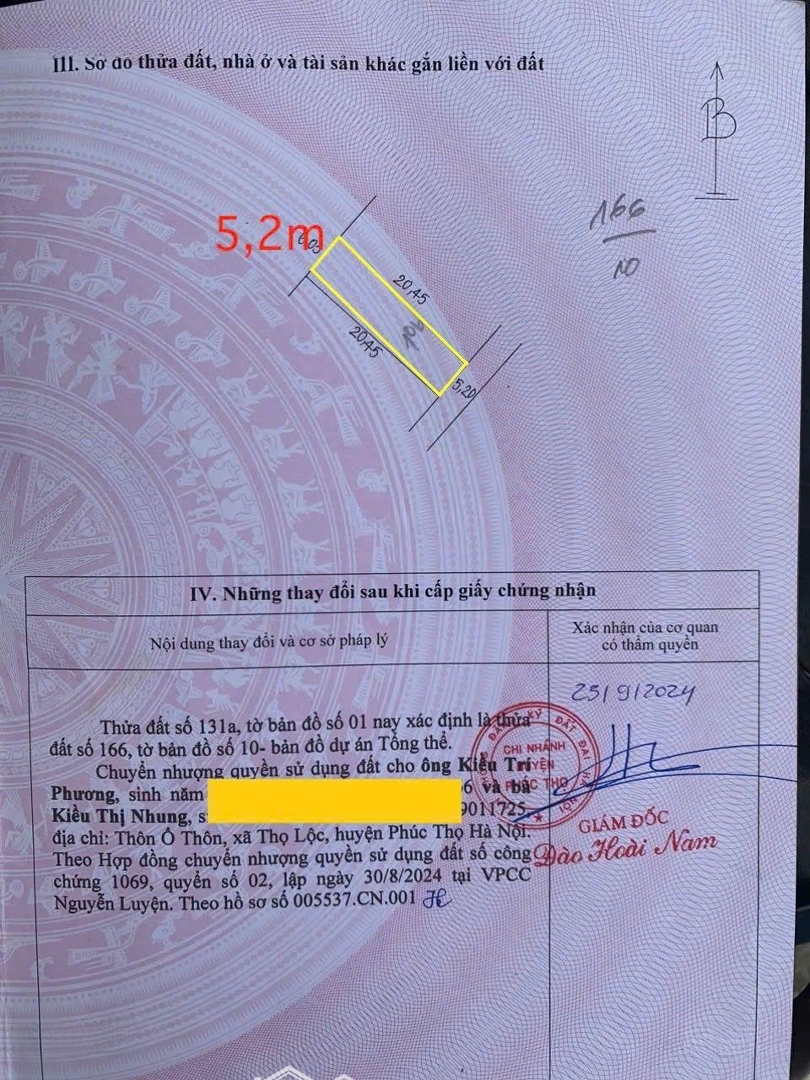 III. Sơ đồ thửa đất, nhà ở và tài sản khác gắn liền với đất
B
166
10
5,2m
20,45
20,45
5,20
IV. Những thay đổi sau khi cấp giấy chứng nhận
Nội dung thay đổi và cơ sở pháp lý
Xác nhận của cơ quan
có thẩm quyền
25/9/2024
Thửa đất số 131a, tờ bản đồ số 01 nay xác định là thửa
đất số 166, tờ bản đồ số 10- bản đồ dự án Tổng thể.
Chuyển nhượng quyền sử dụng đất cho ông Kiều Trí
Phương, sinh năm 6 và bà
Kiều Thị Nhung, s 9011725
địa chỉ: Thôn Ô Thôn, xã Thọ Lộc, huyện Phúc Thọ Hà Nội.
Theo Hợp đồng chuyển nhượng quyền sử dụng đất số công
chứng 1069, quyển số 02, lập ngày 30/8/2024 tại VPCC
Nguyễn Luyện. Theo hồ sơ số 005537.CN.001
CHI NHÁNH
HUYỆN
PHÚC THỌ
GIÁM ĐỐC
Đào Hoài Nam